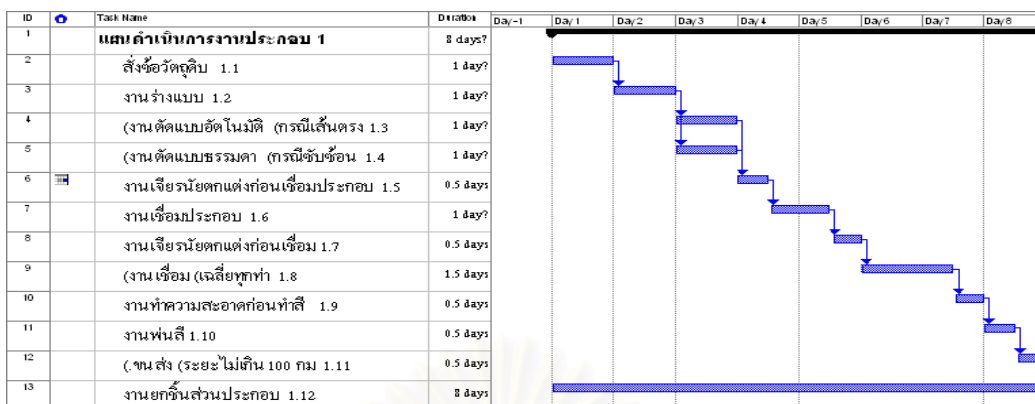 ID Task Name Duration Day -1 Day 1 Day 2 Day 3 Day 4 Day 5 Day 6 Day 7 Day 8
1 แผนดำเนินการงานประกอบ 1 8 days?
2 สั่งซื้อวัตถุดิบ 1.1 1 day?
3 งานร่างแบบ 1.2 1 day?
4 (งานตัดแบบอัตโนมัติ (กรณีเส้นตรง 1.3 1 day?
5 (งานตัดแบบธรรมดา (กรณีซับซ้อน 1.4 1 day?
6 งานเจียรนัยตกแต่งก่อนเชื่อมประกอบ 1.5 0.5 days
7 งานเชื่อมประกอบ 1.6 1 day?
8 งานเจียรนัยตกแต่งก่อนเชื่อม 1.7 0.5 days
9 (งานเชื่อม (เฉลี่ยทุกท่า 1.8 1.5 days
10 งานทำความสะอาดก่อนทำสี 1.9 0.5 days
11 งานพ่นสี 1.10 0.5 days
12 (.ขนส่ง (ระยะไม่เกิน 100 กม 1.11 0.5 days
13 งานยกชิ้นส่วนประกอบ 1.12 8 days